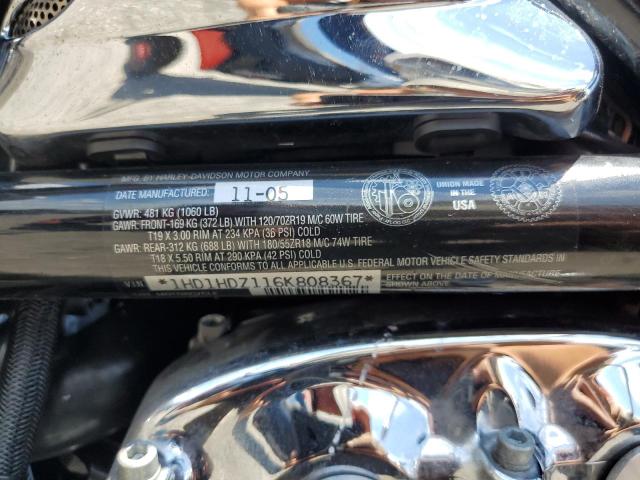 MFG. BY HARLEY-DAVIDSON MOTOR COMPANY
DATE MANUFACTURED: 11-05
GVWR: 481 KG (1060 LB)
GAWR: FRONT-169 KG (372 LB) WITH 120/70ZR19 M/C 60W TIRE
T19 X 3.00 RIM AT 234 KPA (36 PSI) COLD
GAWR: REAR-312 KG (688 LB) WITH 180/55ZR18 M/C 74W TIRE
T18 X 5.50 RIM AT 290 KPA (42 PSI) COLD
THIS VEHICLE CONFORMS TO ALL APPLICABLE U.S. FEDERAL MOTOR VEHICLE SAFETY STANDARDS IN
EFFECT ON THE DATE OF MANUFACTURE
SHOWN ABOVE.
VIN *1HD1HDZ116K808367*
UNION MADE
IN THE
USA